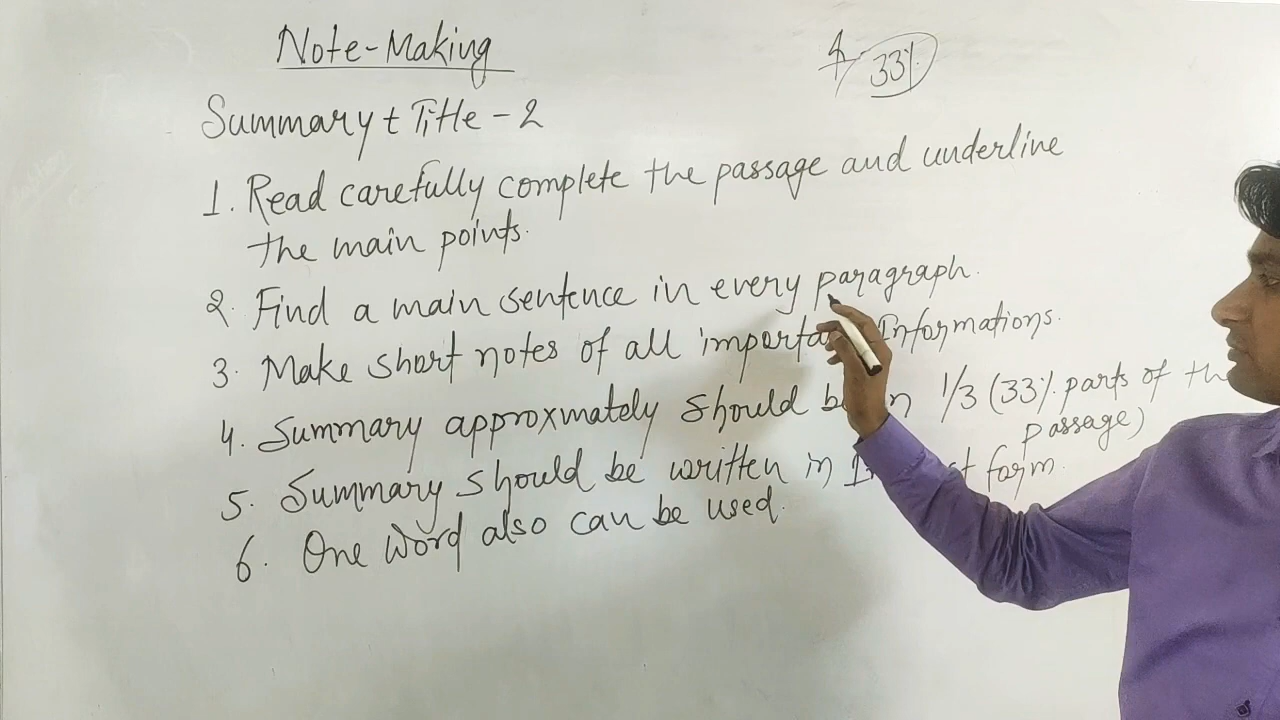 Note-Making
33%
Summary + Title - 2
1. Read carefully complete the passage and underline
the main points.
2. Find a main sentence in every paragraph.
3. Make short notes of all Informations.
4. Summary approxmately should 1/3 (33% parts of
passage)
5. Summary should be written in form.
6. One word also can be used.